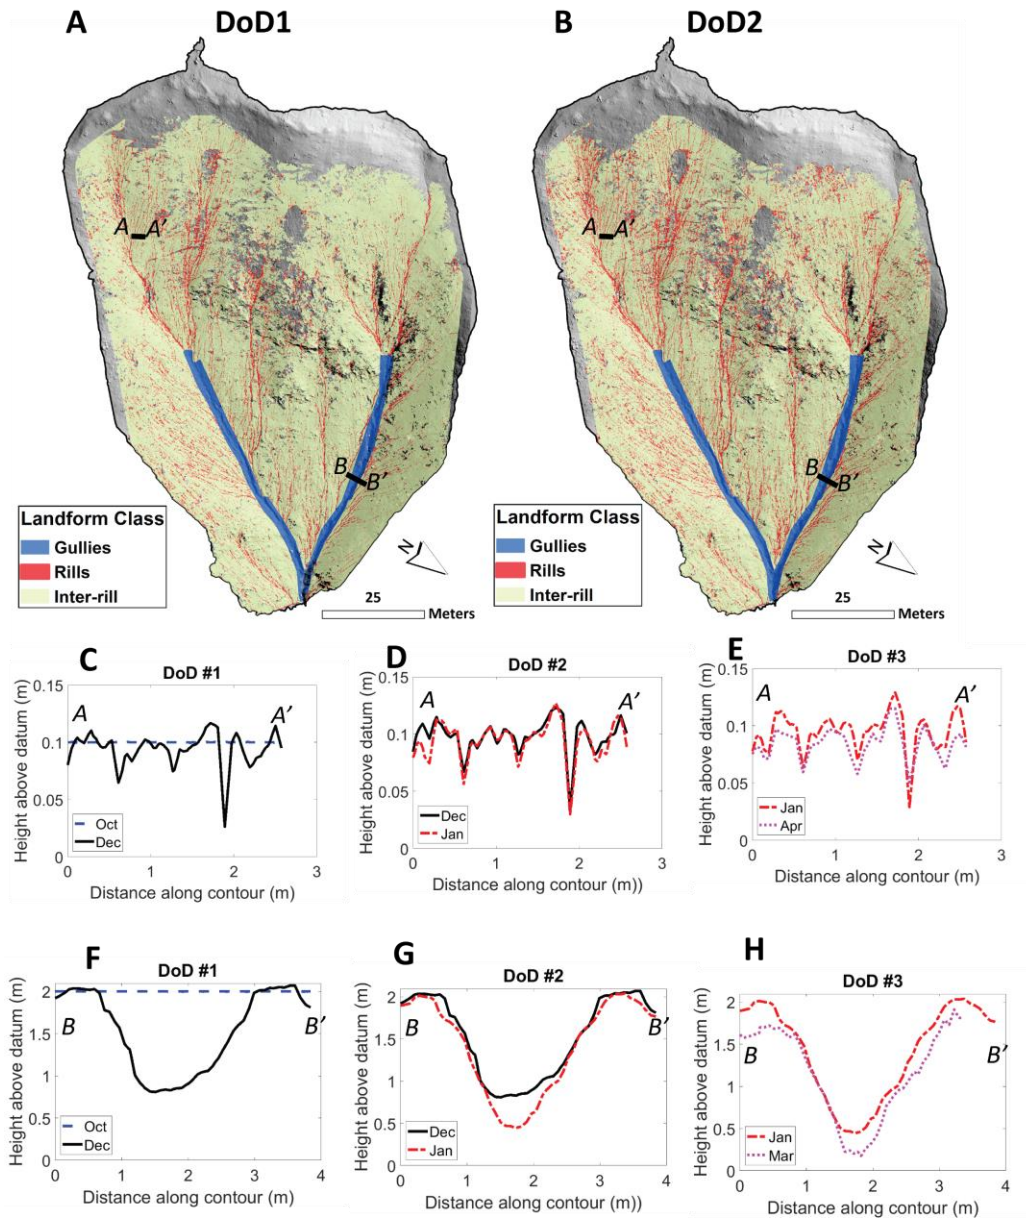 A DoD1
B DoD2
A A'
A A'
B B'
B B'
Landform Class
Gullies
Rills
Inter-rill
N
25
Meters
Landform Class
Gullies
Rills
Inter-rill
N
25
Meters
C
DoD #1
Height above datum (m)
0.15
0.1
0.05
0
A A'
Oct
Dec
0 1 2 3
Distance along contour (m)
D
DoD #2
Height above datum (m)
0.15
0.1
0.05
0
A A'
Dec
Jan
0 1 2 3
Distance along contour (m))
E
DoD #3
Height above datum (m)
0.15
0.1
0.05
0
A A'
Jan
Apr
0 1 2 3
Distance along contour (m)
F
DoD #1
Height above datum (m)
2
1.5
1
0.5
0
B B'
Oct
Dec
0 1 2 3 4
Distance along contour (m)
G
DoD #2
Height above datum (m)
2
1.5
1
0.5
0
B B'
Dec
Jan
0 1 2 3 4
Distance along contour (m))
H
DoD #3
Height above datum (m)
2
1.5
1
0.5
0
B B'
Jan
Mar
0 1 2 3 4
Distance along contour (m)